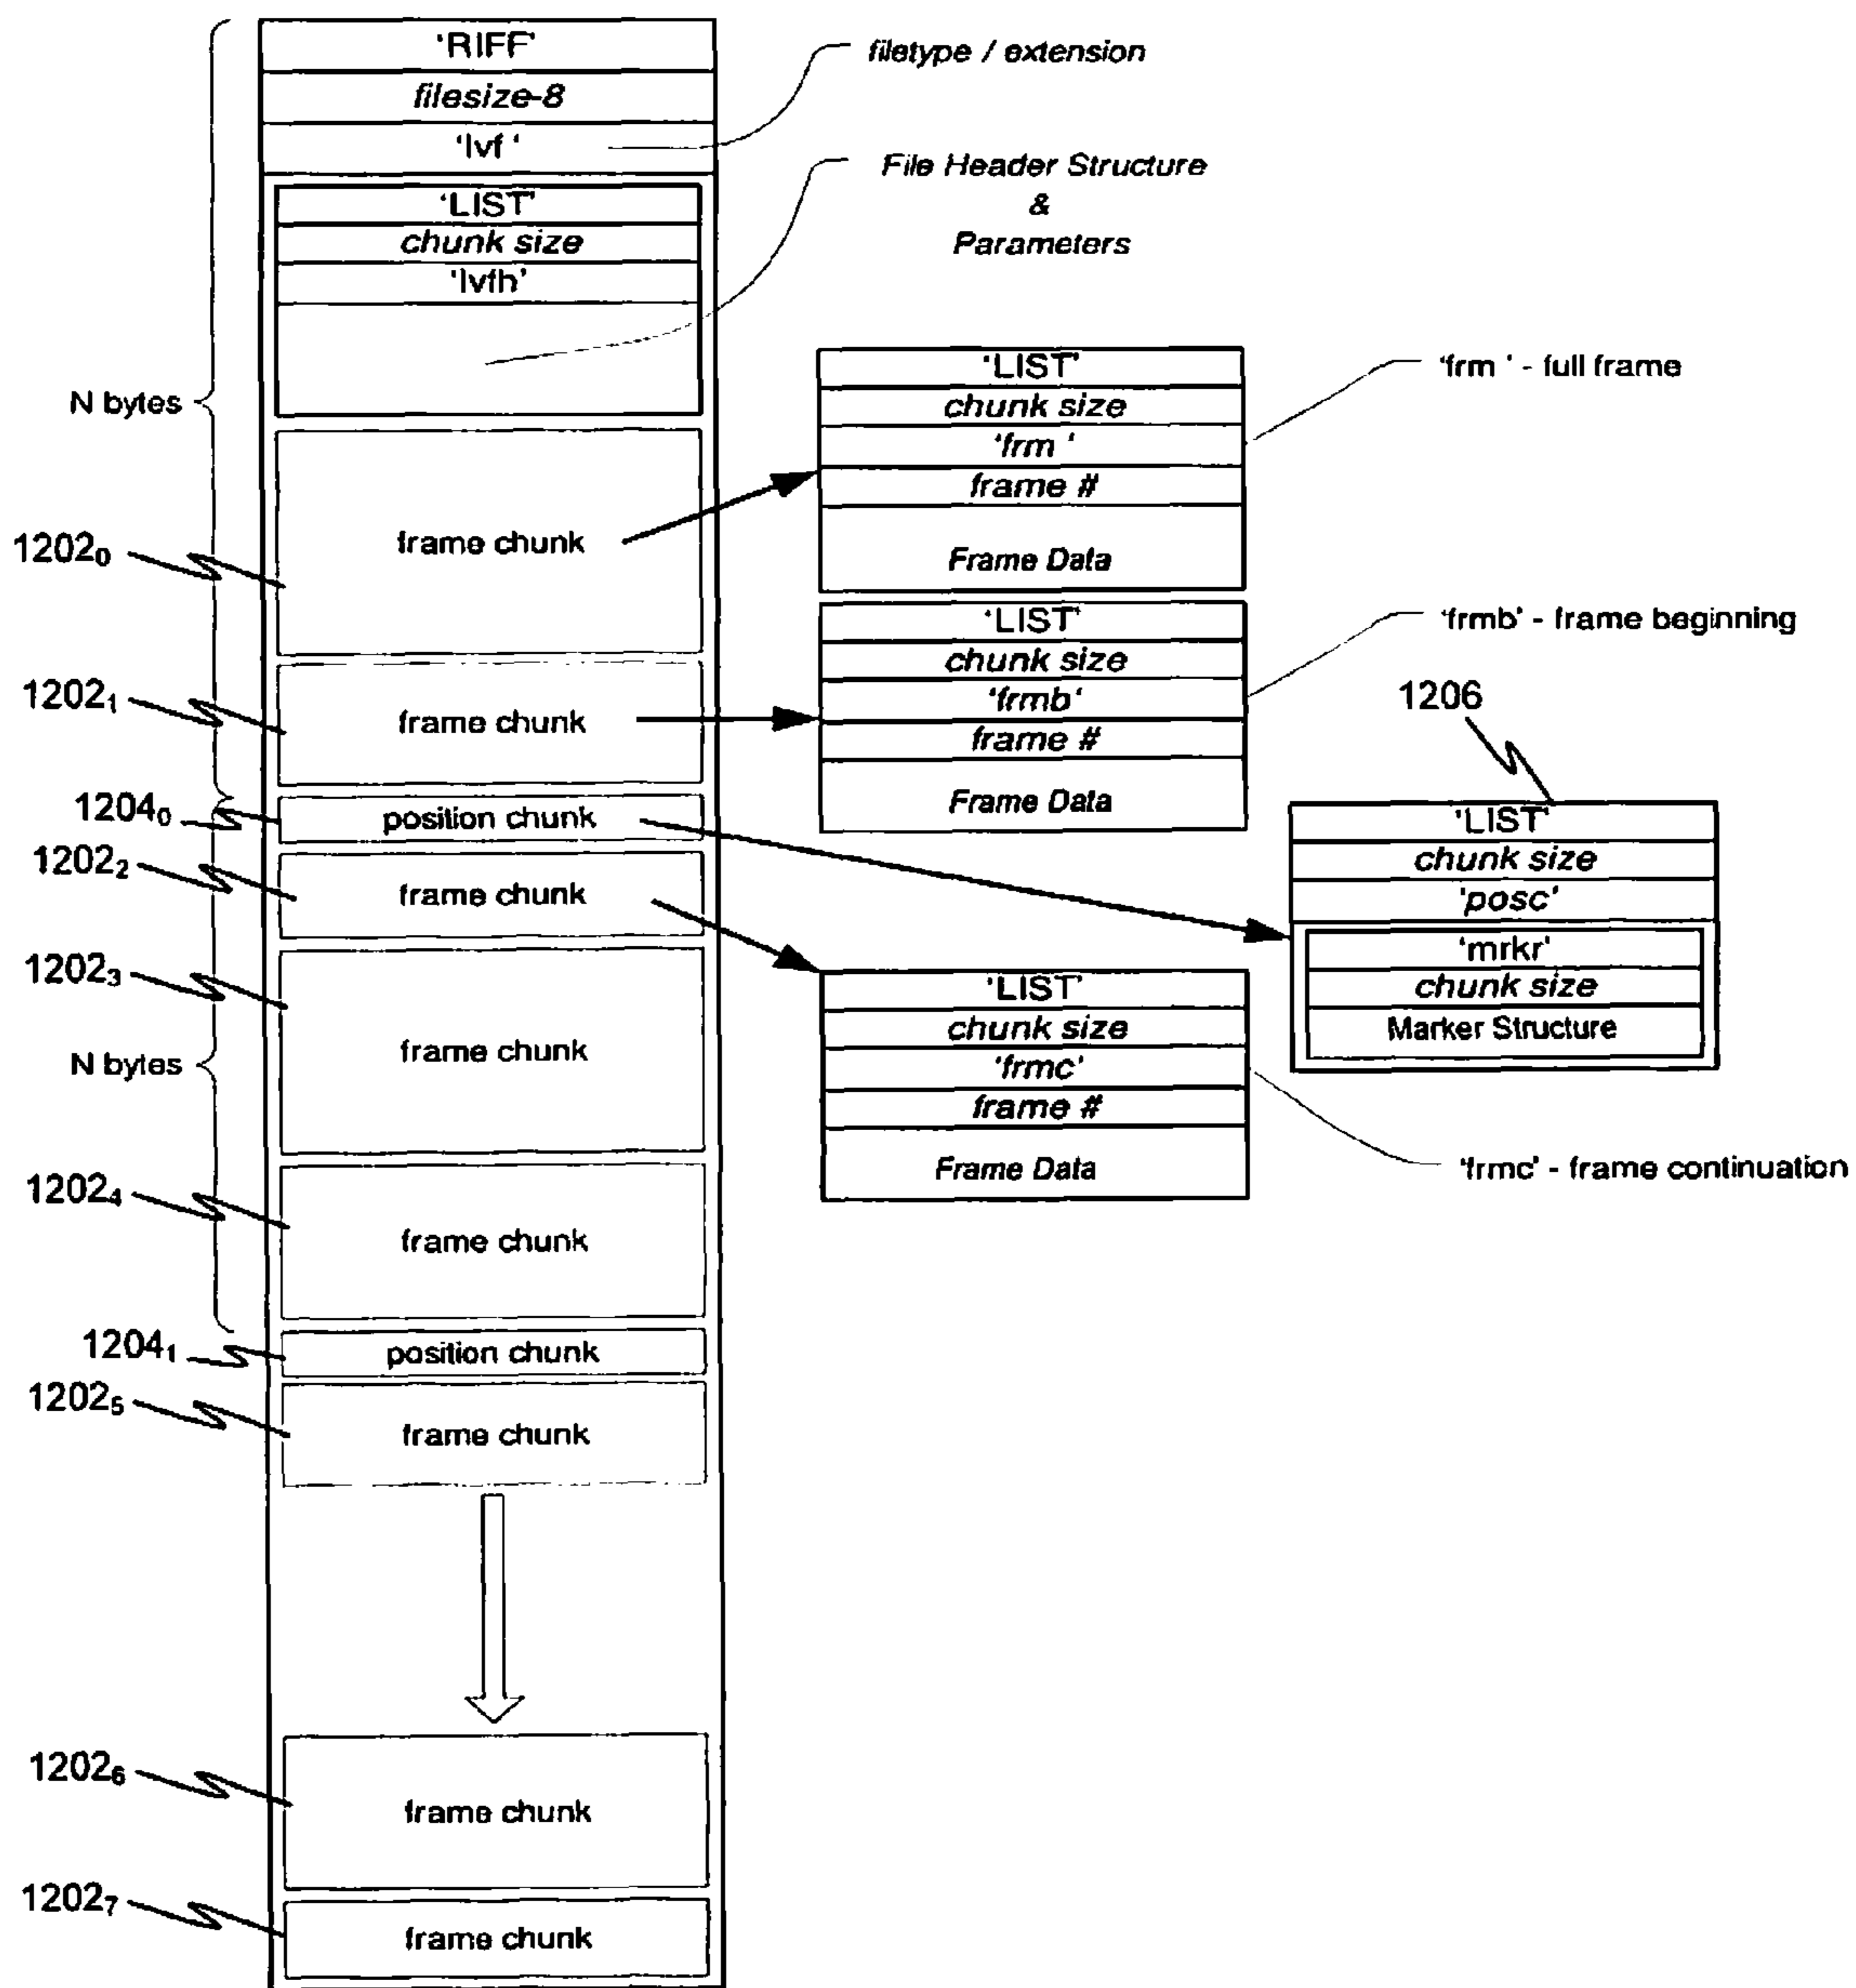 ‘RIFF’
filesize-8
‘lvf ‘
filetype / extension
‘LIST’
chunk size
‘lvfh’
File Header Structure
&
Parameters
N bytes
frame chunk
1202₀
‘LIST’
chunk size
‘frm ‘
frame #
Frame Data
‘frm ’ - full frame
frame chunk
1202₁
‘LIST’
chunk size
‘frmb‘
frame #
Frame Data
‘frmb’ - frame beginning
1204₀
position chunk
1206
‘LIST’
chunk size
‘posc’
‘mrkr’
chunk size
Marker Structure
1202₂
frame chunk
‘LIST’
chunk size
‘frmc’
frame #
Frame Data
‘frmc’ - frame continuation
1202₃
frame chunk
N bytes
1202₄
frame chunk
1204₁
position chunk
1202₅
frame chunk
1202₆
frame chunk
1202₇
frame chunk